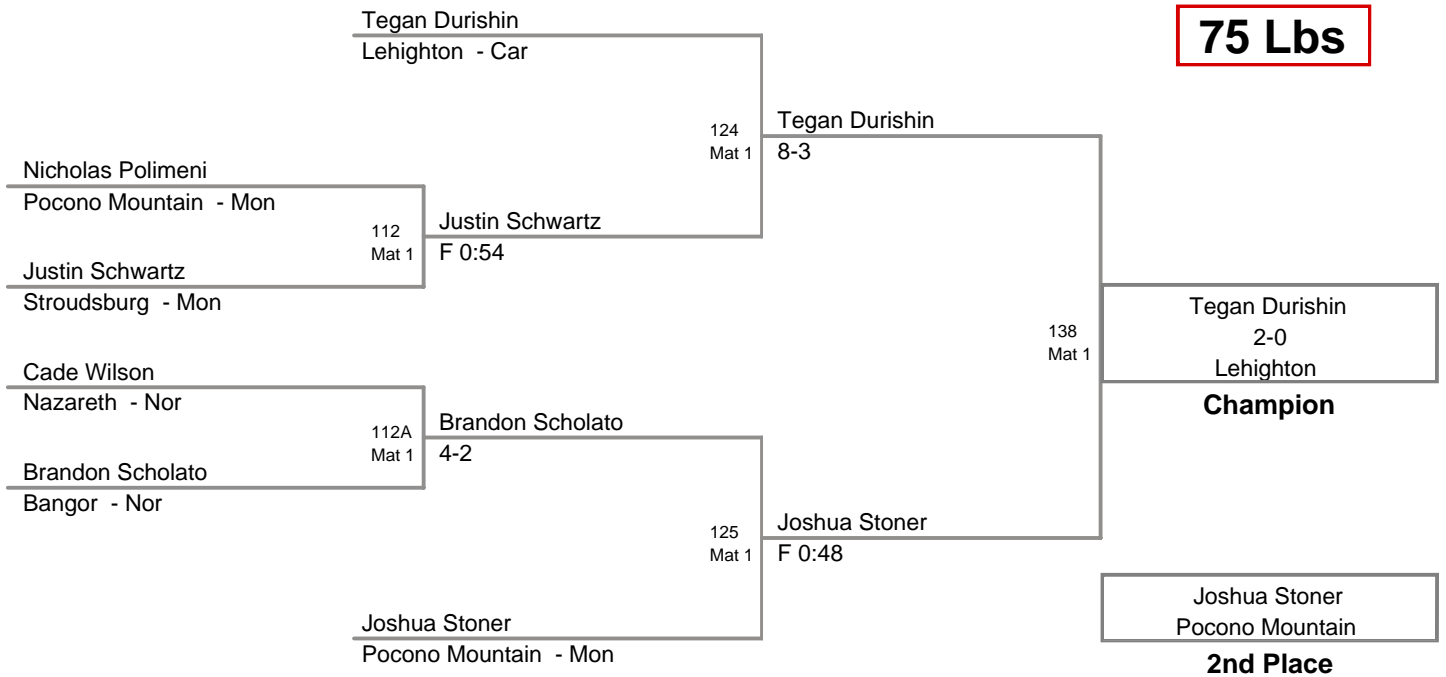 75 Lbs
Tegan Durishin
Lehighton - Car
124
Mat 1
Tegan Durishin
8-3
Nicholas Polimeni
Pocono Mountain - Mon
112
Mat 1
Justin Schwartz
F 0:54
Justin Schwartz
Stroudsburg - Mon
138
Mat 1
Tegan Durishin
2-0
Lehighton
Champion
Cade Wilson
Nazareth - Nor
112A
Mat 1
Brandon Scholato
4-2
Brandon Scholato
Bangor - Nor
125
Mat 1
Joshua Stoner
F 0:48
Joshua Stoner
Pocono Mountain - Mon
Joshua Stoner
Pocono Mountain
2nd Place